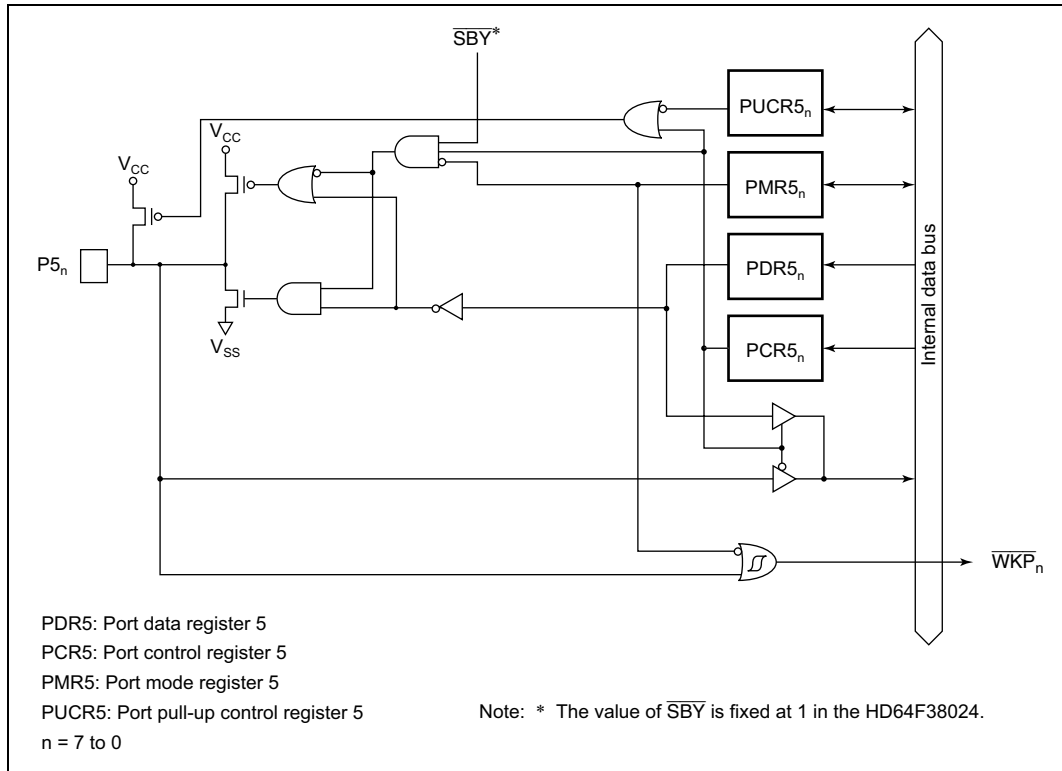 SBY*
PUCR5n
VCC
VCC
PMR5n
P5n
PDR5n
VSS
PCR5n
Internal data bus
WKPn
PDR5: Port data register 5
PCR5: Port control register 5
PMR5: Port mode register 5
PUCR5: Port pull-up control register 5
n = 7 to 0
Note: * The value of SBY is fixed at 1 in the HD64F38024.